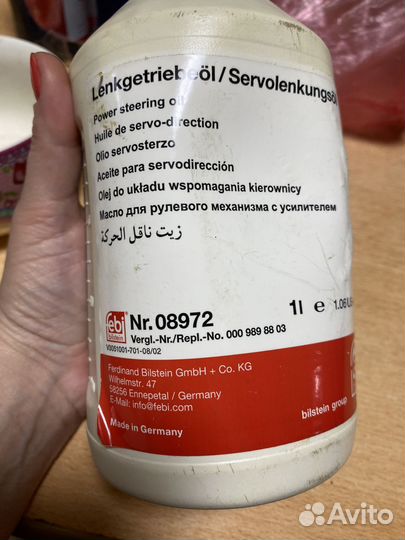 Lenkgetriebeöl/Servolenkungsöl
Power steering oil
Huile de servo-direction
Olio servosterzo
Aceite para servodirección
Olej do układu wspomagania kierownicy
Масло для рулевого механизма с усилителем
زيت ناقل الحركة
febi
bilstein
Nr. 08972
1l e 1.06
Vergl.-Nr./Repl.-No. 000 989 88 03
V3051001-701-08/02
Ferdinand Bilstein GmbH + Co. KG
Wilhelmstr. 47
58256 Ennepetal / Germany
E-Mail: info@febi.com
bilstein group
Made in Germany
Avito